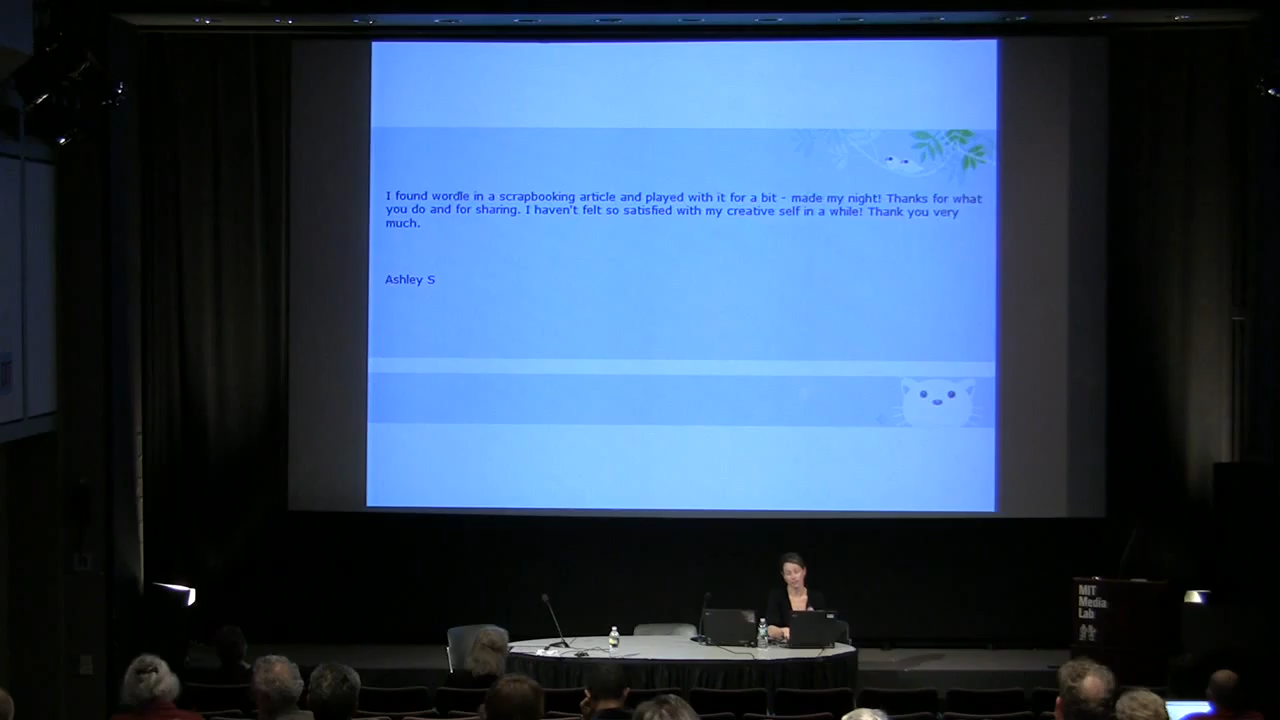 I found wordle in a scrapbooking article and played with it for a bit - made my night! Thanks for what
you do and for sharing. I haven't felt so satisfied with my creative self in a while! Thank you very
much.
Ashley S
MIT
Media
Lab